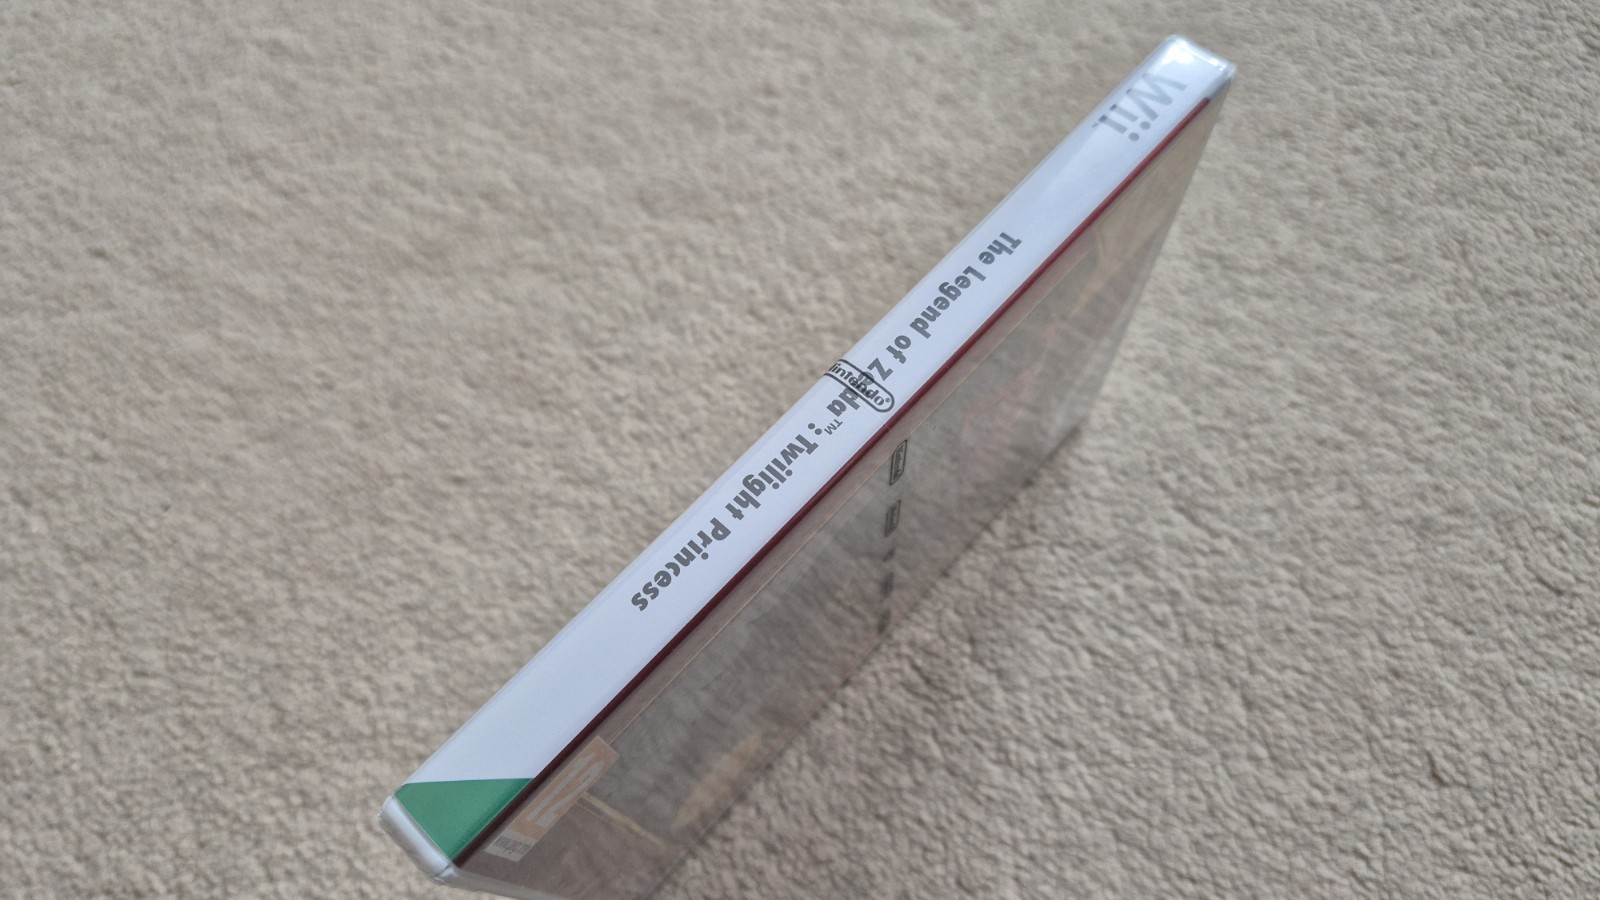 Wii
The Legend of Zelda™: Twilight Princess
Nintendo®